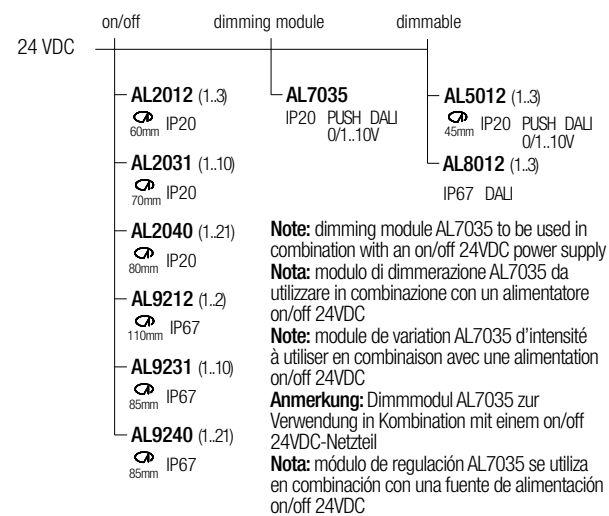 on/off dimming module dimmable
24 VDC
AL2012 (1..3)
60mm IP20
AL2031 (1..10)
70mm IP20
AL2040 (1..21)
80mm IP20
AL9212 (1..2)
110mm IP67
AL9231 (1..10)
85mm IP67
AL9240 (1..21)
85mm IP67
AL7035
IP20 PUSH DALI
0/1..10V
AL5012 (1..3)
45mm IP20 PUSH DALI
0/1..10V
AL8012 (1..3)
IP67 DALI
Note: dimming module AL7035 to be used in
combination with an on/off 24VDC power supply
Nota: modulo di dimmerazione AL7035 da
utilizzare in combinazione con un alimentatore
on/off 24VDC
Note: module de variation AL7035 d’intensité
à utiliser en combinaison avec une alimentation
on/off 24VDC
Anmerkung: Dimmmodul AL7035 zur
Verwendung in Kombination mit einem on/off
24VDC-Netzteil
Nota: módulo de regulación AL7035 se utiliza
en combinación con una fuente de alimentación
on/off 24VDC